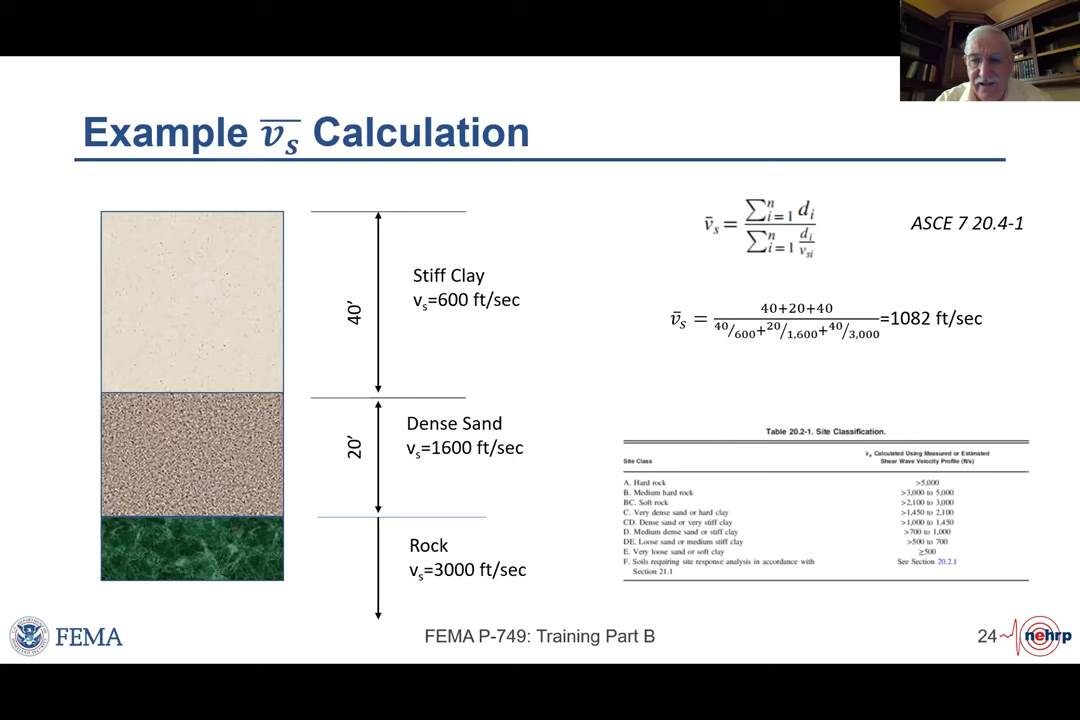 Example v̄s Calculation
v̄s = ∑ⁿᵢ₌₁ dᵢ / ∑ⁿᵢ₌₁ dᵢ/vsi
ASCE 7 20.4-1
40'
Stiff Clay
vs=600 ft/sec
v̄s = 40+20+40 / 40/600+20/1,600+40/3,000 =1082 ft/sec
20'
Dense Sand
vs=1600 ft/sec
Rock
vs=3000 ft/sec
Table 20.2-1. Site Classification.
Site Class
v̄s Calculated Using Measured or Estimated
Shear Wave Velocity Profile (ft/s)
A. Hard rock >5,000
B. Medium hard rock >3,000 to 5,000
BC. Soft rock >2,100 to 3,000
C. Very dense sand or hard clay >1,450 to 2,100
CD. Dense sand or very stiff clay >1,000 to 1,450
D. Medium dense sand or stiff clay >700 to 1,000
DE. Loose sand or medium stiff clay >500 to 700
E. Very loose sand or soft clay ≥500
F. Soils requiring site response analysis in accordance with See Section 20.2.1
Section 21.1
FEMA
FEMA P-749: Training Part B
24
nehrp